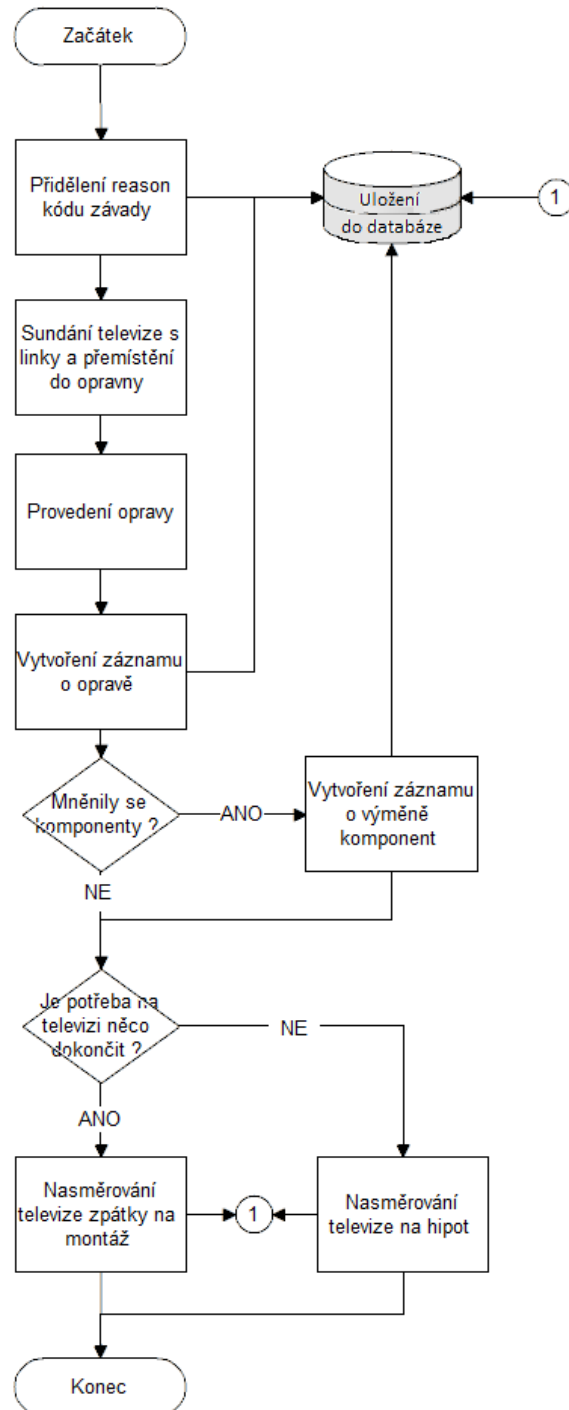 Začátek
Přidělení reason
kódu závady
Uložení
do databáze
1
Sundání televize s
linky a přemístění
do opravny
Provedení opravy
Vytvoření záznamu
o opravě
Mněnily se
komponenty ?
ANO
Vytvoření záznamu
o výměně
komponent
NE
Je potřeba na
televizi něco
dokončit ?
NE
ANO
Nasměrování
televize zpátky na
montáž
1
Nasměrování
televize na hipot
Konec